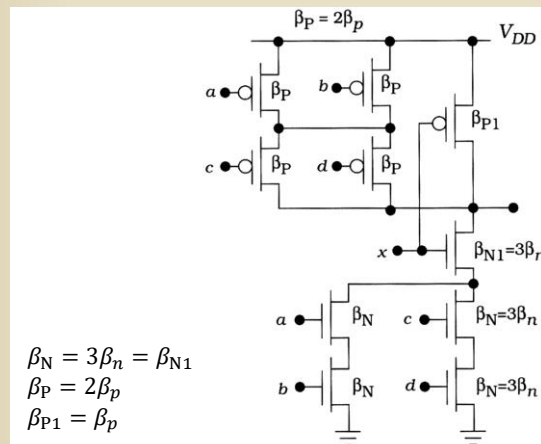 β_P = 2β_p
V_DD
a
β_P
b
β_P
β_P1
c
β_P
d
β_P
x
β_N1=3β_n
a
β_N
c
β_N=3β_n
b
β_N
d
β_N=3β_n
β_N = 3β_n = β_N1
β_P = 2β_p
β_P1 = β_p